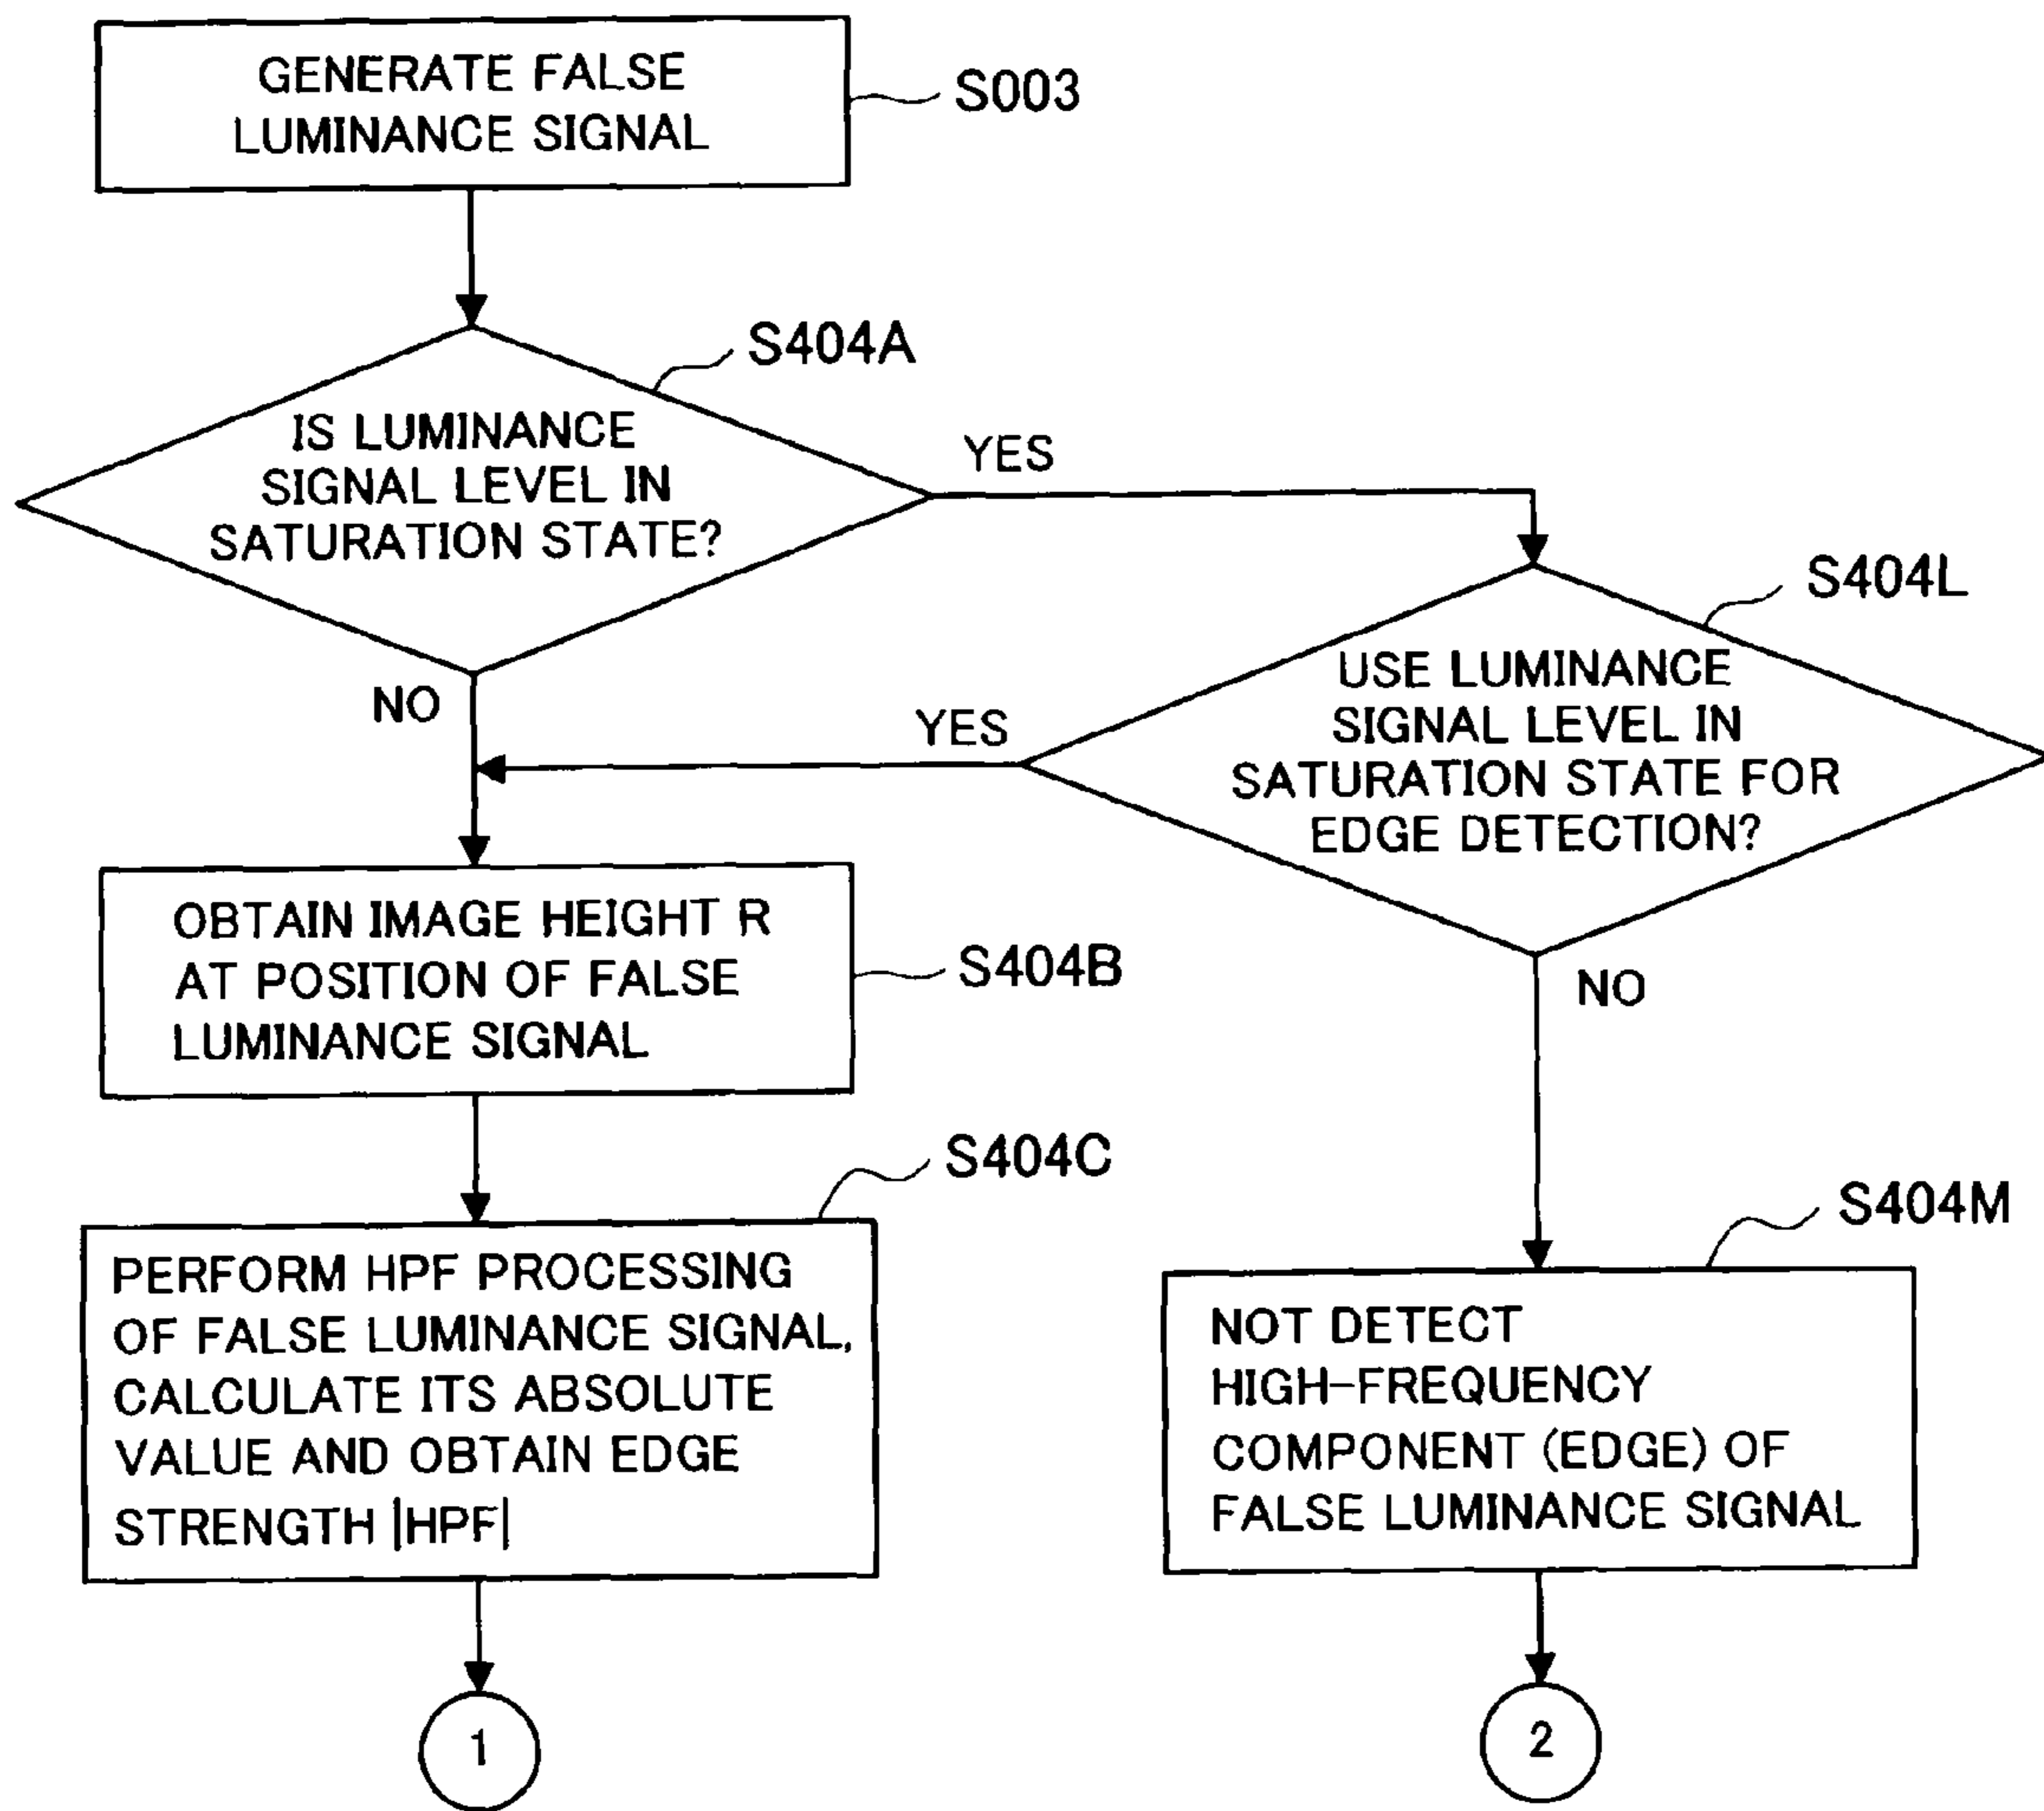 GENERATE FALSE
LUMINANCE SIGNAL
S003
S404A
IS LUMINANCE
SIGNAL LEVEL IN
SATURATION STATE?
YES
NO
S404L
USE LUMINANCE
SIGNAL LEVEL IN
SATURATION STATE FOR
EDGE DETECTION?
YES
NO
OBTAIN IMAGE HEIGHT R
AT POSITION OF FALSE
LUMINANCE SIGNAL
S404B
S404C
PERFORM HPF PROCESSING
OF FALSE LUMINANCE SIGNAL,
CALCULATE ITS ABSOLUTE
VALUE AND OBTAIN EDGE
STRENGTH |HPF|
S404M
NOT DETECT
HIGH-FREQUENCY
COMPONENT (EDGE) OF
FALSE LUMINANCE SIGNAL
1
2